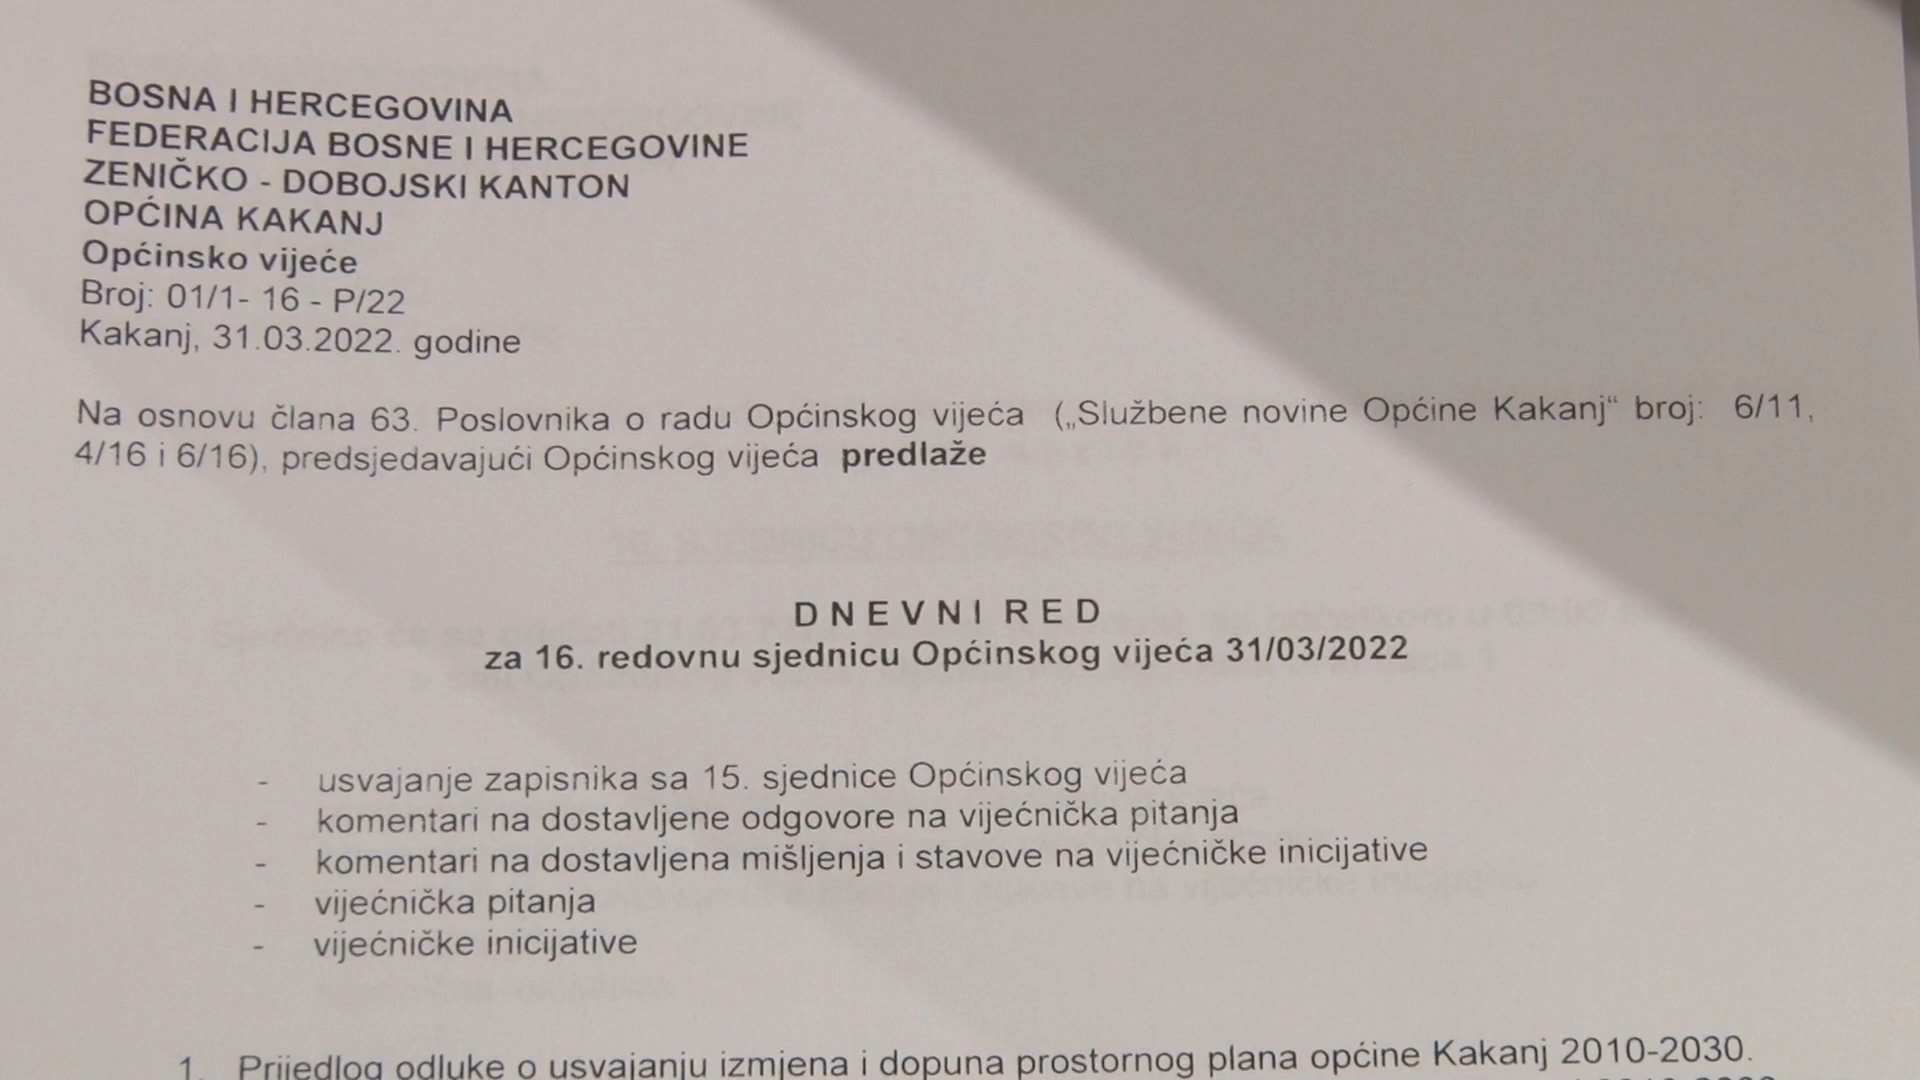 BOSNA I HERCEGOVINA
FEDERACIJA BOSNE I HERCEGOVINE
ZENIČKO - DOBOJSKI KANTON
OPĆINA KAKANJ
Općinsko vijeće
Broj: 01/1- 16 - P/22
Kakanj, 31.03.2022. godine
Na osnovu člana 63. Poslovnika o radu Općinskog vijeća („Službene novine Općine Kakanj“ broj: 6/11,
4/16 i 6/16), predsjedavajući Općinskog vijeća predlaže
D N E V N I R E D
za 16. redovnu sjednicu Općinskog vijeća 31/03/2022
- usvajanje zapisnika sa 15. sjednice Općinskog vijeća
- komentari na dostavljene odgovore na vijećnička pitanja
- komentari na dostavljena mišljenja i stavove na vijećničke inicijative
- vijećnička pitanja
- vijećničke inicijative
1. Prijedlog odluke o usvajanju izmjena i dopuna prostornog plana općine Kakanj 2010-2030.